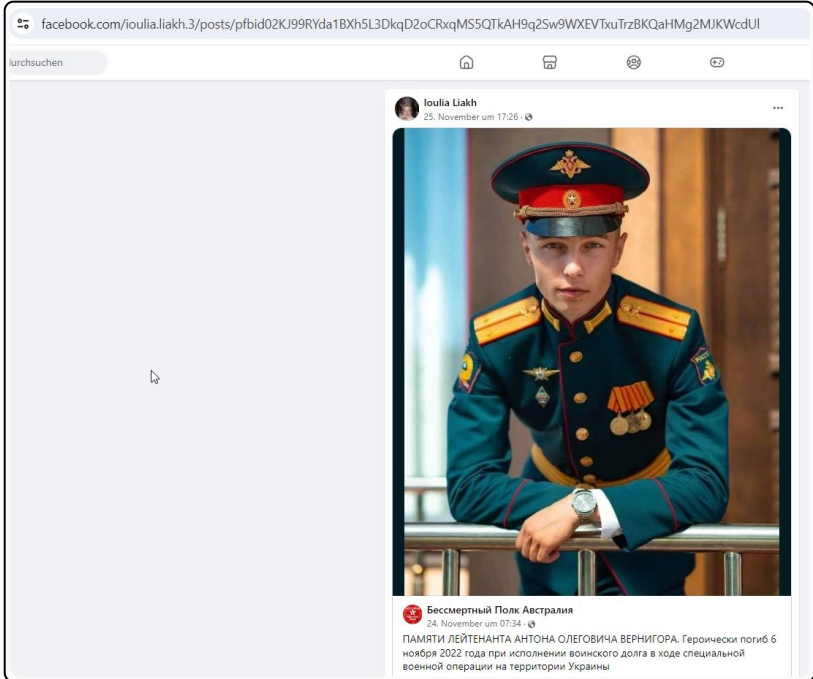 facebook.com/ioulia.liakh.3/posts/pfbid02KJ99RYda1BXh5L3DkqD2oCRxqMS5QTkAH9q2Sw9WXEVTxuTrzBKQaHMg2MJKWcdUl
urchsuchen
Ioulia Liakh
25. November um 17:26 ·
РОССИЯ
Бессмертный Полк Австралия
24. November um 07:34 ·
ПАМЯТИ ЛЕЙТЕНАНТА АНТОНА ОЛЕГОВИЧА ВЕРНИГОРА. Героически погиб 6
ноября 2022 года при исполнении воинского долга в ходе специальной
военной операции на территории Украины